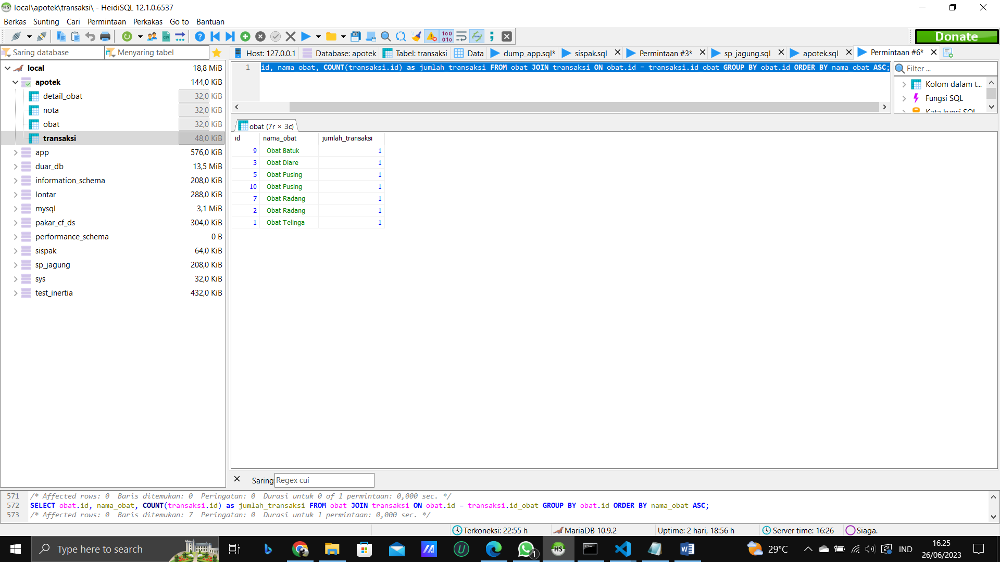 local\apotek\transaksi\ - HeidiSQL 12.1.0.6537
Berkas Sunting Cari Permintaan Perkakas Go to Bantuan
Donate
Saring database
Menyaring tabel
Host: 127.0.0.1 Database: apotek Tabel: transaksi Data dump_app.sql* sispak.sql Permintaan #3* sp_jagung.sql apotek.sql Permintaan #6*
local 18,8 MiB
apotek 144,0 KiB
detail_obat 32,0 KiB
nota 32,0 KiB
obat 32,0 KiB
transaksi 48,0 KiB
app 576,0 KiB
duar_db 13,5 MiB
information_schema 208,0 KiB
lontar 288,0 KiB
mysql 3,1 MiB
pakar_cf_ds 304,0 KiB
performance_schema 0 B
sispak 64,0 KiB
sp_jagung 208,0 KiB
sys 32,0 KiB
test_inertia 432,0 KiB
1 id, nama_obat, COUNT(transaksi.id) as jumlah_transaksi FROM obat JOIN transaksi ON obat.id = transaksi.id_obat GROUP BY obat.id ORDER BY nama_obat ASC;
Filter ...
Kolom dalam t...
Fungsi SQL
Kata kunci SQL
obat (7r × 3c)
id nama_obat jumlah_transaksi
9 Obat Batuk 1
3 Obat Diare 1
5 Obat Pusing 1
10 Obat Pusing 1
7 Obat Radang 1
2 Obat Radang 1
1 Obat Telinga 1
Saring Regex cui
571 /* Affected rows: 0 Baris ditemukan: 0 Peringatan: 0 Durasi untuk 0 of 1 permintaan: 0,000 sec. */
572 SELECT obat.id, nama_obat, COUNT(transaksi.id) as jumlah_transaksi FROM obat JOIN transaksi ON obat.id = transaksi.id_obat GROUP BY obat.id ORDER BY nama_obat ASC;
573 /* Affected rows: 0 Baris ditemukan: 7 Peringatan: 0 Durasi untuk 1 permintaan: 0,000 sec. */
Terkoneksi: 22:55 h MariaDB 10.9.2 Uptime: 2 hari, 18:56 h Server time: 16:26 Siaga.
Type here to search
1
HS
29°C
IND
16.25
26/06/2023